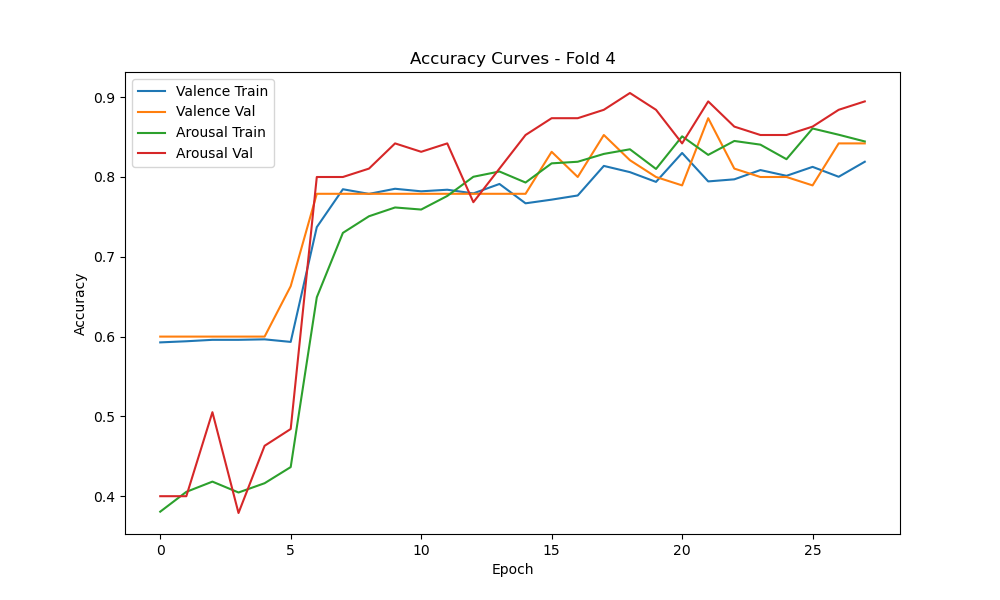 Accuracy Curves - Fold 4
Valence Train
Valence Val
Arousal Train
Arousal Val
0.9
0.8
0.7
0.6
0.5
0.4
Accuracy
0 5 10 15 20 25
Epoch